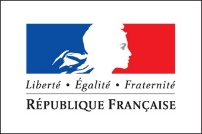 Liberté • Égalité • Fraternité
RÉPUBLIQUE FRANÇAISE